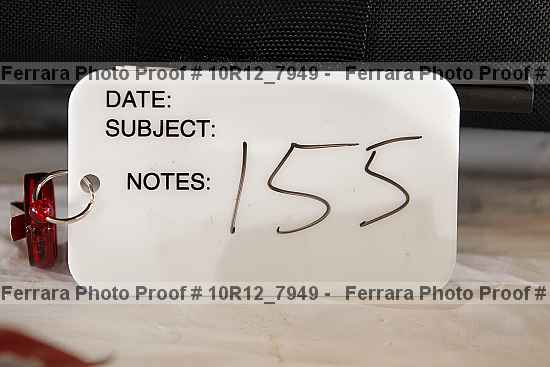 Ferrara Photo Proof # 10R12_7949 - Ferrara Photo Proof #
DATE:
SUBJECT:
NOTES: 155
Ferrara Photo Proof # 10R12_7949 - Ferrara Photo Proof #